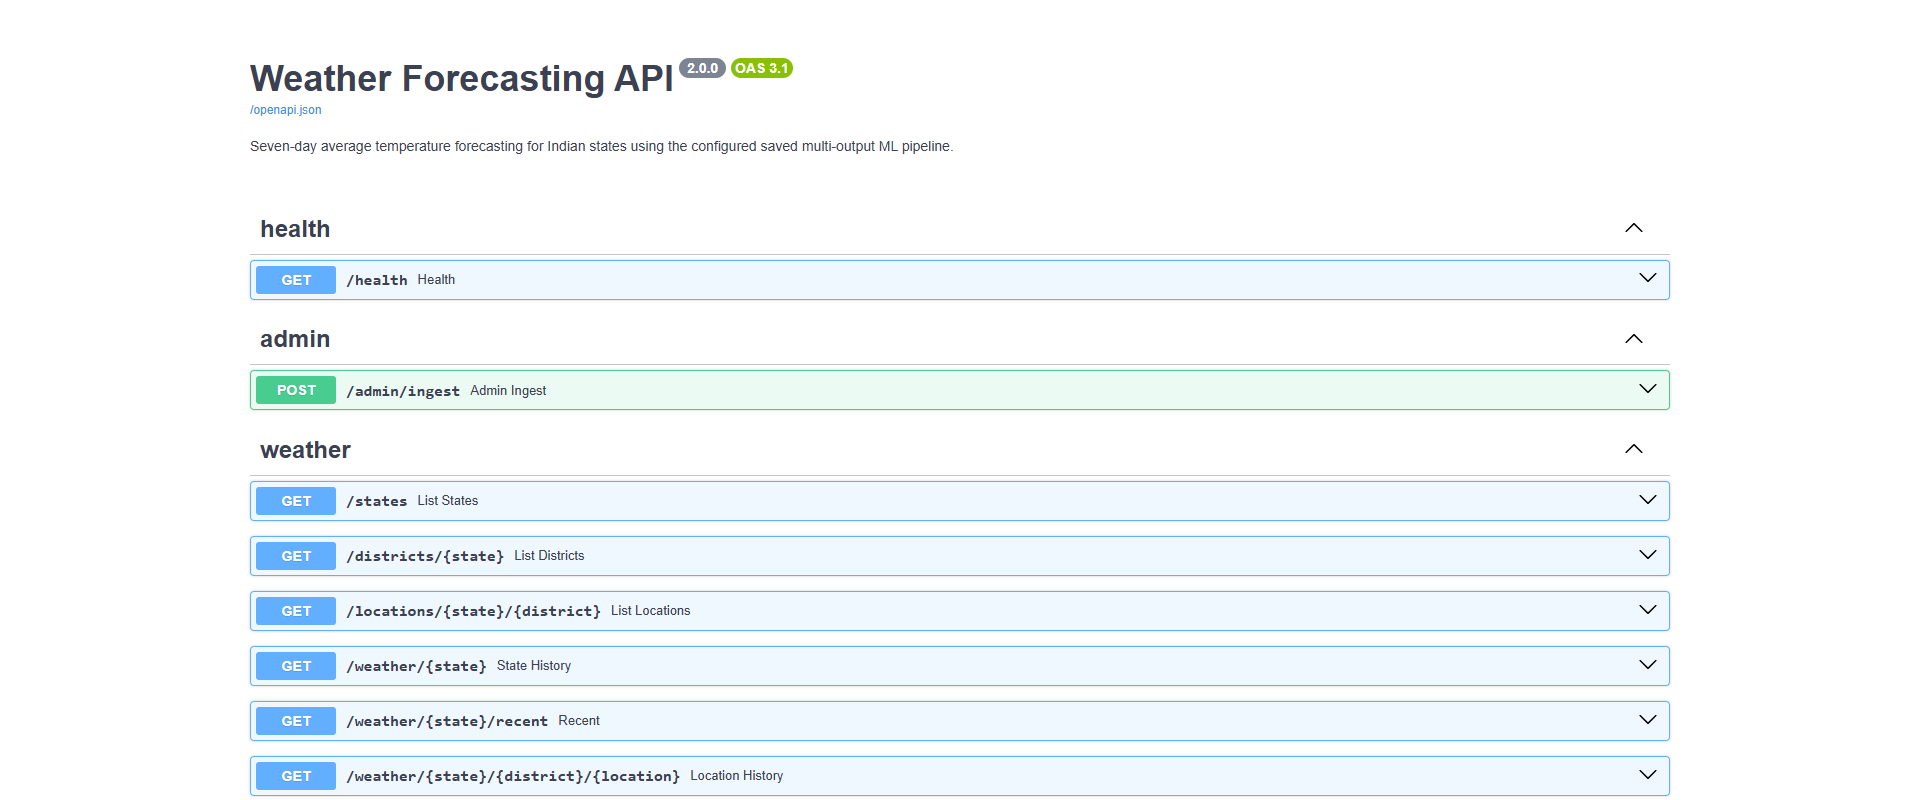 Weather Forecasting API 2.0.0 OAS 3.1
/openapi.json
Seven-day average temperature forecasting for Indian states using the configured saved multi-output ML pipeline.
health
GET /health Health
admin
POST /admin/ingest Admin Ingest
weather
GET /states List States
GET /districts/{state} List Districts
GET /locations/{state}/{district} List Locations
GET /weather/{state} State History
GET /weather/{state}/recent Recent
GET /weather/{state}/{district}/{location} Location History